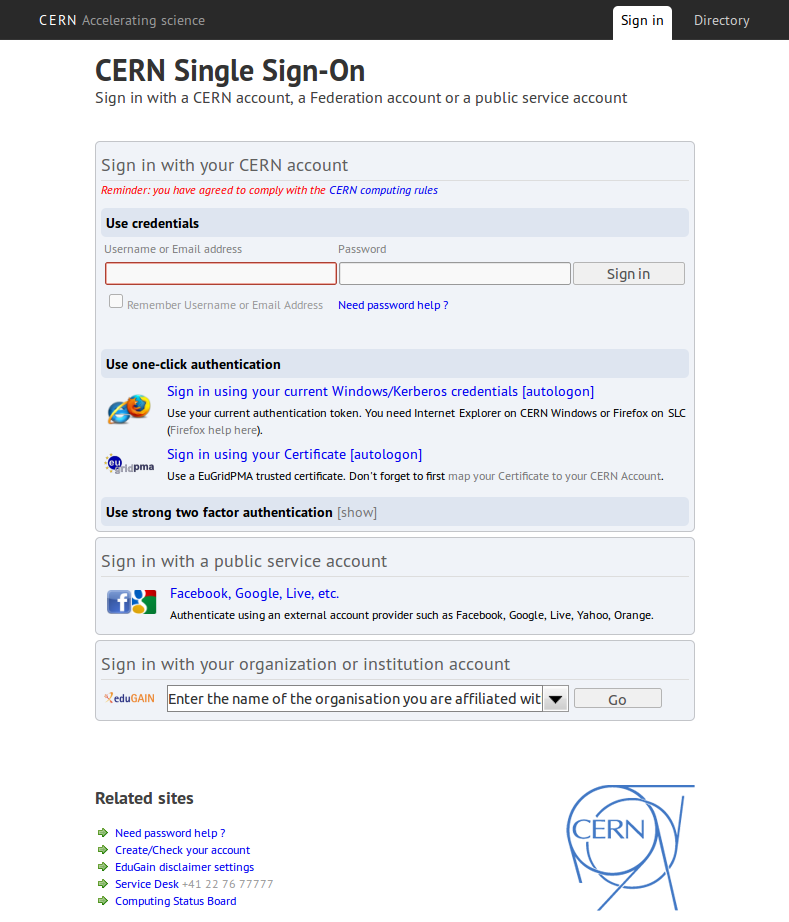 CERN Accelerating science
Sign in
Directory
CERN Single Sign-On
Sign in with a CERN account, a Federation account or a public service account
Sign in with your CERN account
Reminder: you have agreed to comply with the CERN computing rules
Use credentials
Username or Email address
Password
Sign in
Remember Username or Email Address
Need password help ?
Use one-click authentication
Sign in using your current Windows/Kerberos credentials [autologon]
Use your current authentication token. You need Internet Explorer on CERN Windows or Firefox on SLC
(Firefox help here).
eu
gridpma
Sign in using your Certificate [autologon]
Use a EuGridPMA trusted certificate. Don't forget to first map your Certificate to your CERN Account.
Use strong two factor authentication [show]
Sign in with a public service account
Facebook, Google, Live, etc.
Authenticate using an external account provider such as Facebook, Google, Live, Yahoo, Orange.
Sign in with your organization or institution account
eduGAIN
Enter the name of the organisation you are affiliated wit
Go
Related sites
Need password help ?
Create/Check your account
EduGain disclaimer settings
Service Desk +41 22 76 77777
Computing Status Board
CERN